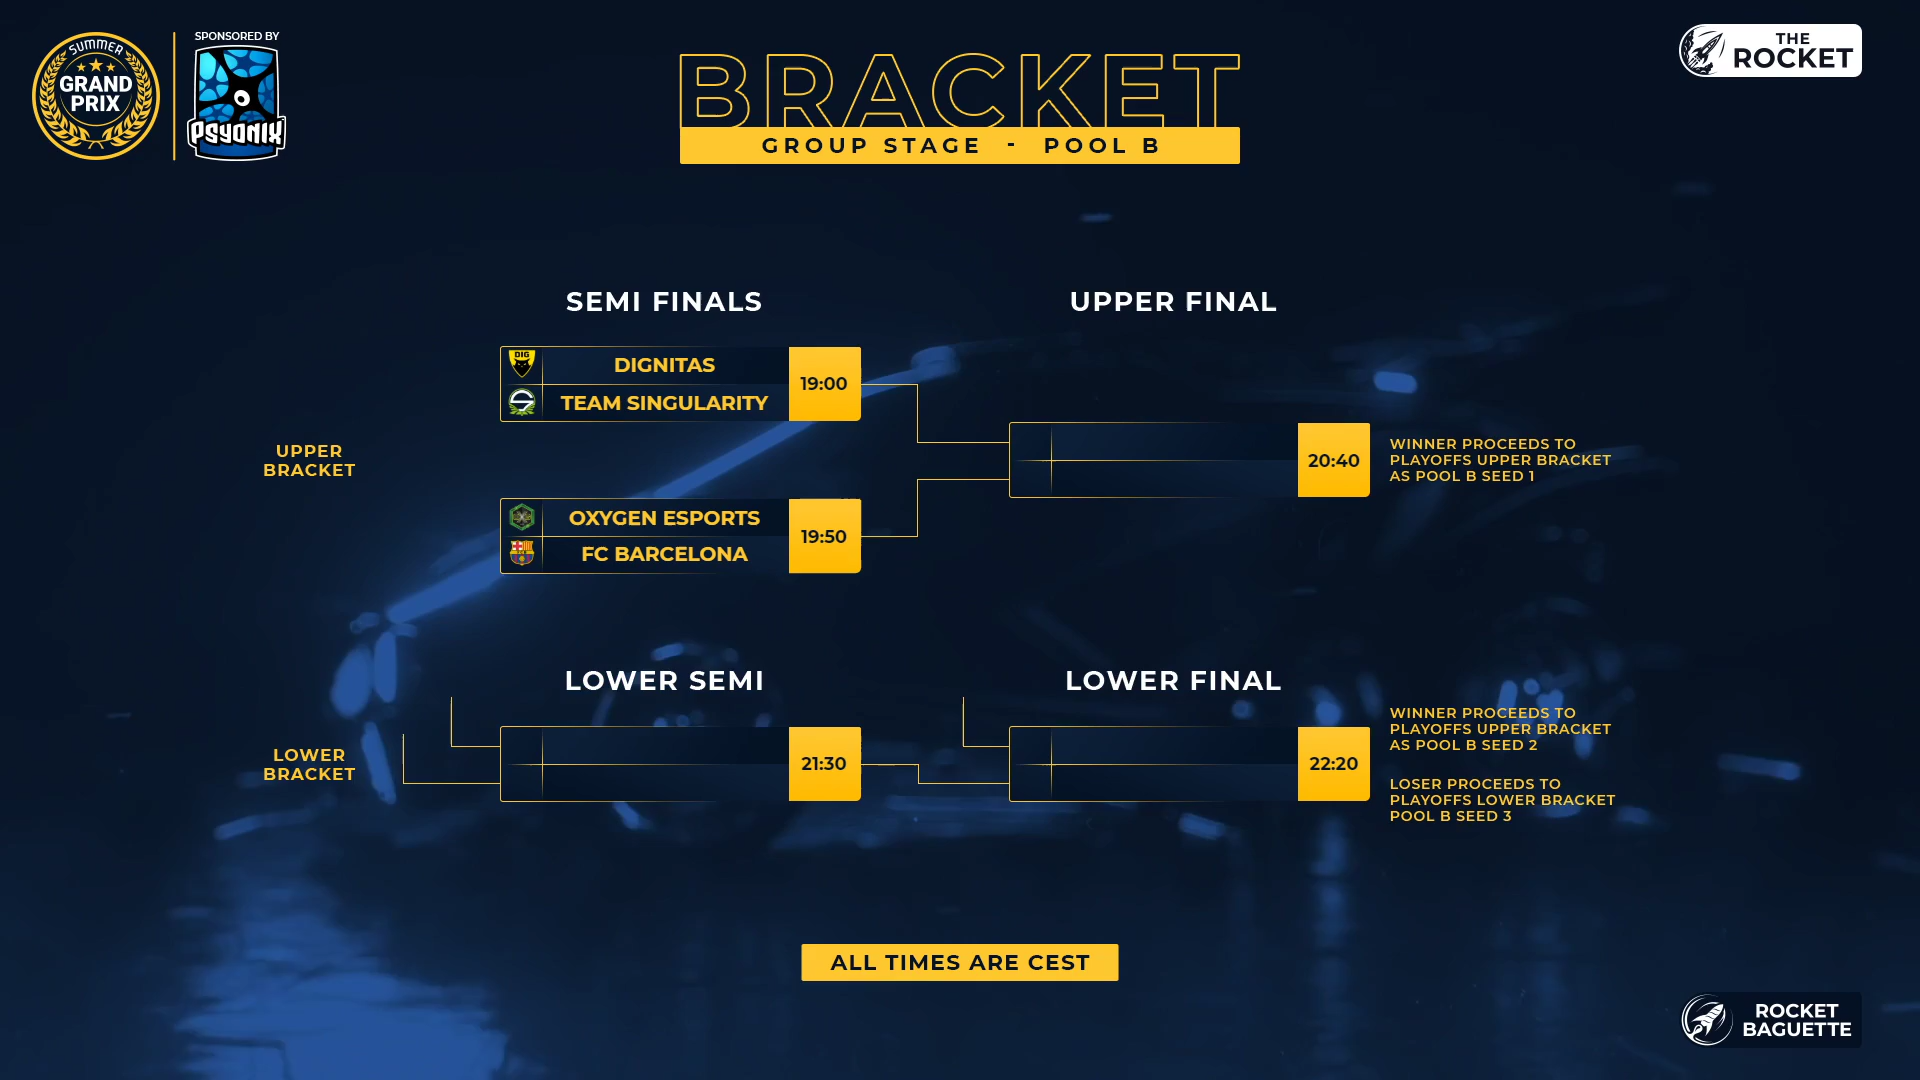 SUMMER
GRAND
PRIX
SPONSORED BY
PSYONIX
BRACKET
GROUP STAGE - POOL B
THE
ROCKET
SEMI FINALS
UPPER FINAL
DIG
DIGNITAS
TEAM SINGULARITY
19:00
UPPER
BRACKET
20:40
WINNER PROCEEDS TO
PLAYOFFS UPPER BRACKET
AS POOL B SEED 1
OXYGEN ESPORTS
FC BARCELONA
19:50
LOWER SEMI
LOWER FINAL
LOWER
BRACKET
21:30
22:20
WINNER PROCEEDS TO
PLAYOFFS UPPER BRACKET
AS POOL B SEED 2
LOSER PROCEEDS TO
PLAYOFFS LOWER BRACKET
POOL B SEED 3
ALL TIMES ARE CEST
ROCKET
BAGUETTE